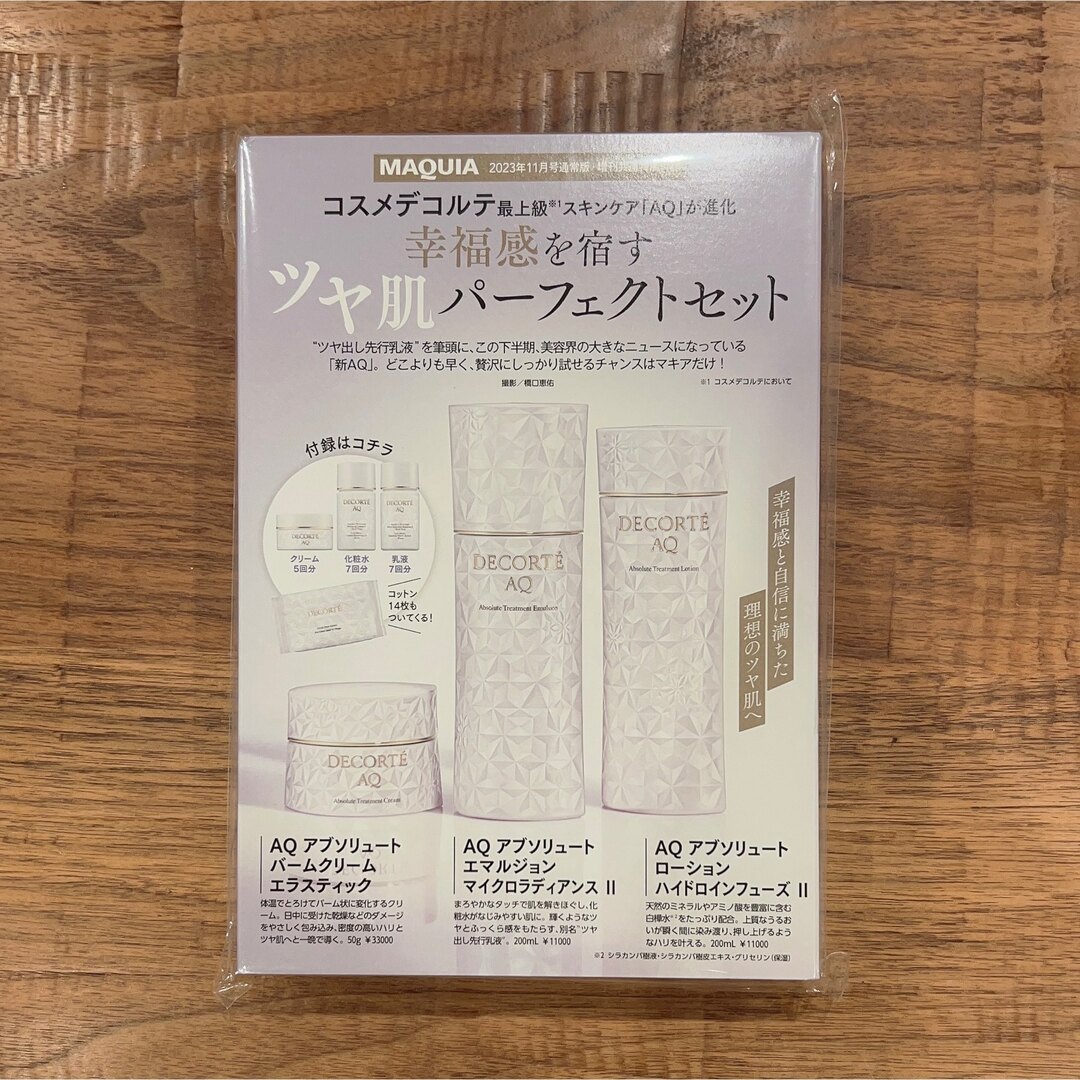 MAQUIA 2023年11月号通常版・増刊
コスメデコルテ最上級※1スキンケア「AQ」が進化
幸福感を宿す
ツヤ肌パーフェクトセット
“ツヤ出し先行乳液”を筆頭に、この下半期、美容界の大きなニュースになっている
「新AQ」。どこよりも早く、贅沢にしっかり試せるチャンスはマキアだけ！
撮影／橋口恵佑
※1 コスメデコルテにおいて
付録はコチラ
DECORTÉ
AQ
DECORTÉ
AQ
DECORTÉ
AQ
クリーム
5回分
化粧水
7回分
乳液
7回分
DECORTÉ
コットン
14枚も
ついてくる！
DECORTÉ
AQ
Absolute Treatment Emulsion
DECORTÉ
AQ
Absolute Treatment Lotion
幸福感と自信に満ちた
理想のツヤ肌へ
DECORTÉ
AQ
Absolute Treatment Cream
AQ アブソリュート
バームクリーム
エラスティック
体温でとろけてバーム状に変化するクリ
ーム。日中に受けた乾燥などのダメージ
をやさしく包み込み、密度の高いハリと
ツヤ肌へと一晩で導く。50g ¥33000
AQ アブソリュート
エマルジョン
マイクロラディアンス II
まろやかなタッチで肌を解きほぐし、化
粧水がなじみやすい肌に。輝くようなツ
ヤとふっくら感をもたらす、別名“ツヤ
出し先行乳液”。200mL ¥11000
AQ アブソリュート
ローション
ハイドロインフューズ II
天然のミネラルやアミノ酸を豊富に含む
白樺水※2をたっぷり配合。上質なうるお
いが瞬く間に染み渡り、押し上げるよう
なハリを叶える。200mL ¥11000
※2 シラカンバ樹液・シラカンバ樹皮エキス・グリセリン（保湿）